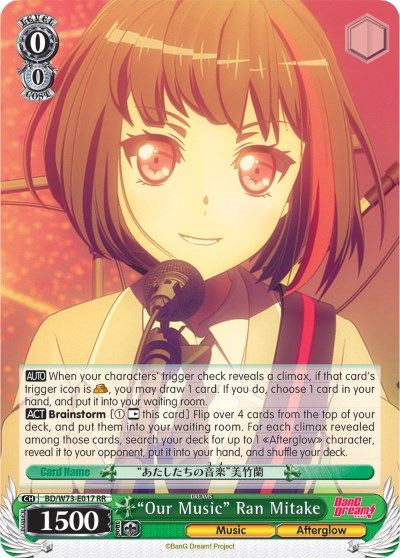 LEVEL
0
0
COST
AUTO When your characters' trigger check reveals a climax, if that card's
trigger icon is , you may draw 1 card. If you do, choose 1 card in your
hand, and put it into your waiting room.
ACT Brainstorm [① this card] Flip over 4 cards from the top of
your deck, and put them into your waiting room. For each climax revealed
among those cards, search your deck for up to 1 «Afterglow» character,
reveal it to your opponent, put it into your hand, and shuffle your deck.
Card Name
"あたしたちの音楽"美竹蘭
CH BD/W73-E017 RR
DREAMS
"Our Music" Ran Mitake
BanG Dream!
1500
Music
Afterglow
©BanG Dream! Project